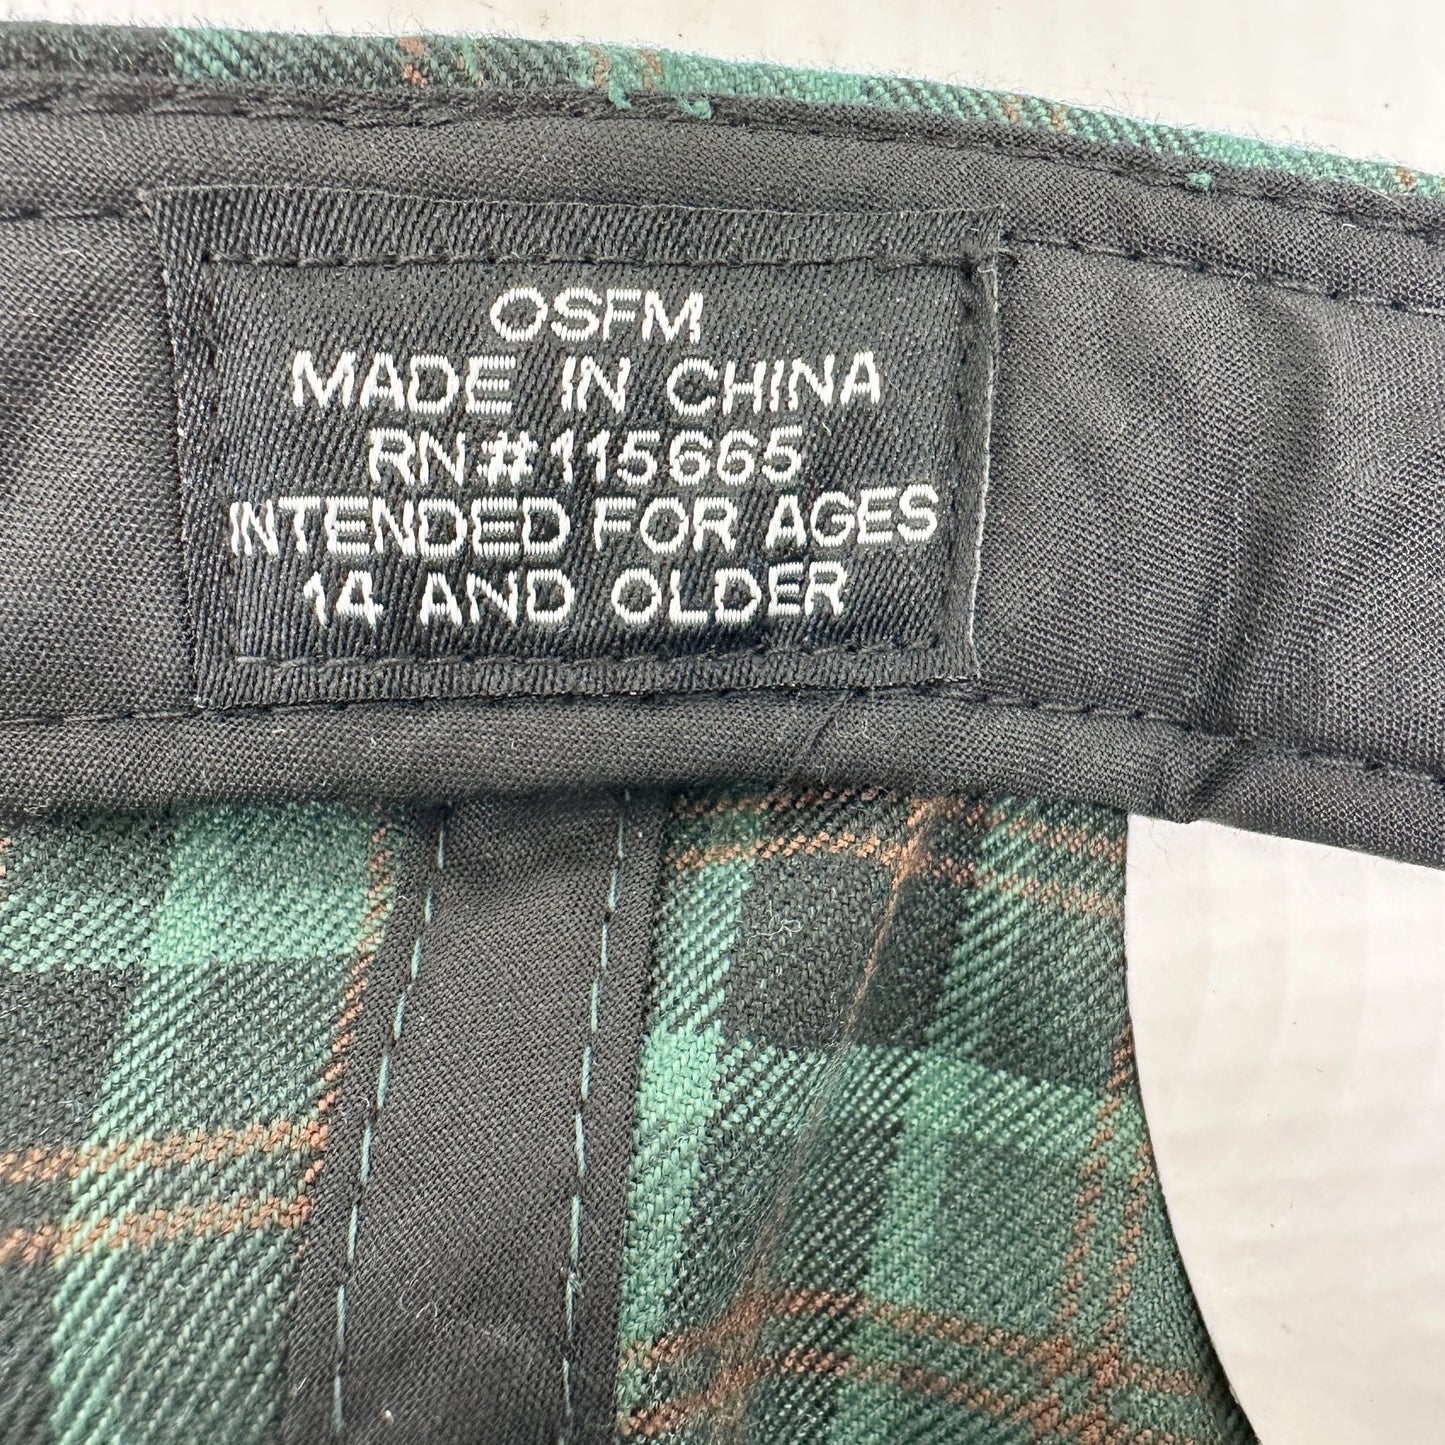 OSFM
MADE IN CHINA
RN#115665
INTENDED FOR AGES
14 AND OLDER